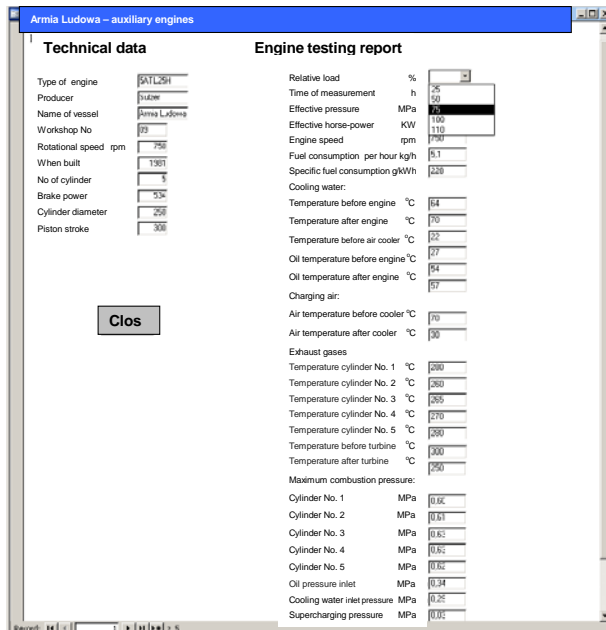 Armia Ludowa – auxiliary engines
Technical data
Type of engine 5ATL25H
Producer sulzer
Name of vessel Armia Ludowa
Workshop No 09
Rotational speed rpm 750
When built 1981
No of cylinder 5
Brake power 534
Cylinder diameter 250
Piston stroke 300
Clos
Engine testing report
Relative load %
25
50
75
100
110
Time of measurement h
Effective pressure MPa
Effective horse-power KW
Engine speed rpm 750
Fuel consumption per hour kg/h 5,1
Specific fuel consumption g/kWh 220
Cooling water:
Temperature before engine °C 64
Temperature after engine °C 70
Temperature before air cooler °C 22
Oil temperature before engine °C 27
Oil temperature after engine °C 54
57
Charging air:
Air temperature before cooler °C 70
Air temperature after cooler °C 30
Exhaust gases
Temperature cylinder No. 1 °C 280
Temperature cylinder No. 2 °C 260
Temperature cylinder No. 3 °C 265
Temperature cylinder No. 4 °C 270
Temperature cylinder No. 5 °C 280
Temperature before turbine °C 300
Temperature after turbine °C 250
Maximum combustion pressure:
Cylinder No. 1 MPa 0,60
Cylinder No. 2 MPa 0,61
Cylinder No. 3 MPa 0,63
Cylinder No. 4 MPa 0,63
Cylinder No. 5 MPa 0,62
Oil pressure inlet MPa 0,34
Cooling water inlet pressure MPa 0,25
Supercharging pressure MPa 0,03
Record: 1